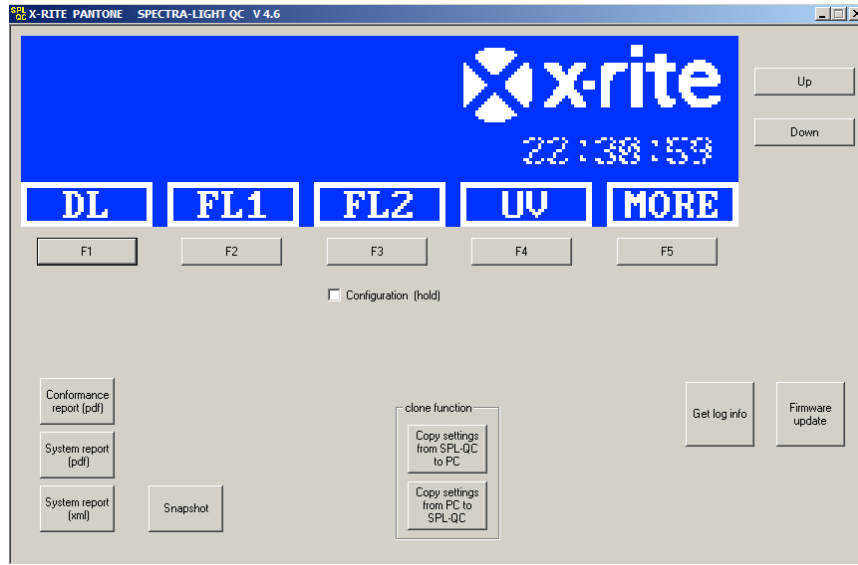 SPL QC X-RITE PANTONE SPECTRA-LIGHT QC V 4.6
x-rite
22:30:59
DL FL1 FL2 UV MORE
Up
Down
F1 F2 F3 F4 F5
Configuration (hold)
Conformance
report (pdf)
System report
(pdf)
System report
(xml)
Snapshot
clone function
Copy settings
from SPL-QC
to PC
Copy settings
from PC to
SPL-QC
Get log info
Firmware
update